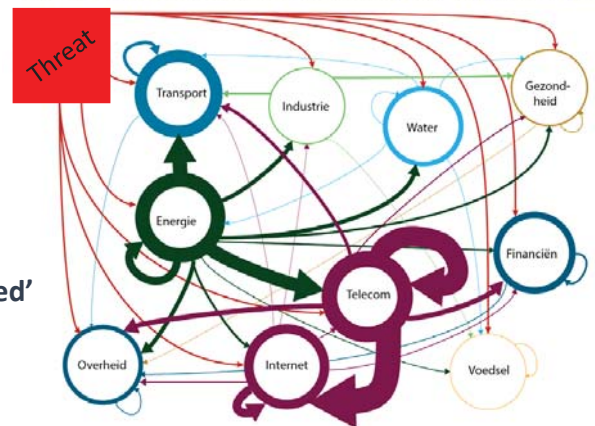 Threat
Transport
Industrie
Water
Gezond-
heid
Energie
Financiën
ed’
Telecom
Overheid
Internet
Voedsel